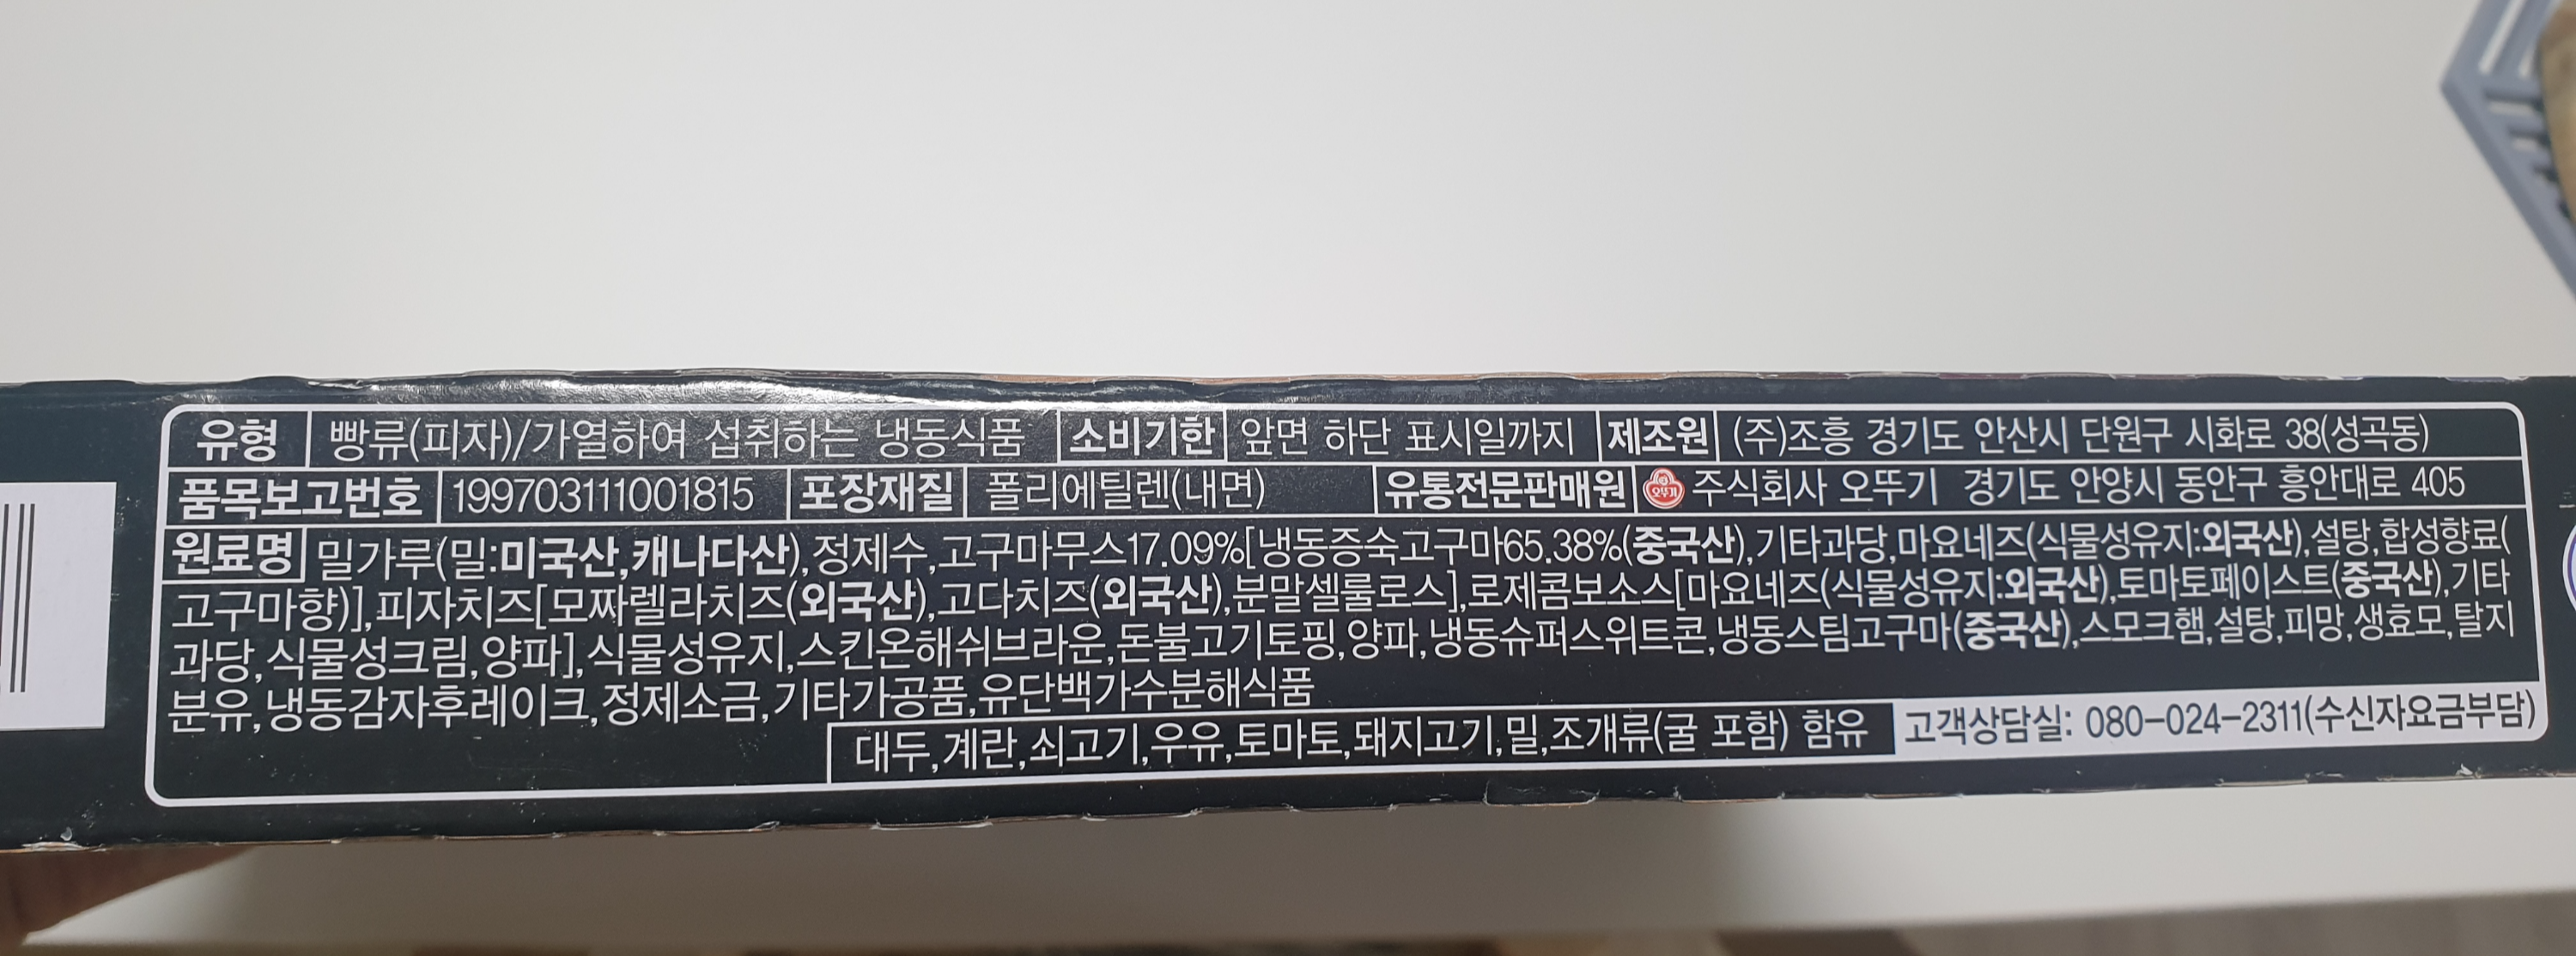 유형 빵류(피자)/가열하여 섭취하는 냉동식품 소비기한 앞면 하단 표시일까지 제조원 (주)조흥 경기도 안산시 단원구 시화로 38(성곡동)
품목보고번호 199703111001815 포장재질 폴리에틸렌(내면) 유통전문판매원 오뚜기 주식회사 오뚜기 경기도 안양시 동안구 흥안대로 405
원료명 밀가루(밀:미국산,캐나다산),정제수,고구마무스17.09%[냉동증숙고구마65.38%(중국산),기타과당,마요네즈(식물성유지:외국산),설탕,합성향료(
고구마향)],피자치즈[모짜렐라치즈(외국산),고다치즈(외국산),분말셀룰로스],로제콤보소스[마요네즈(식물성유지:외국산),토마토페이스트(중국산),기타
과당,식물성크림,양파],식물성유지,스킨온해쉬브라운,돈불고기토핑,양파,냉동슈퍼스위트콘,냉동스팀고구마(중국산),스모크햄,설탕,피망,생효모,탈지
분유,냉동감자후레이크,정제소금,기타가공품,유단백가수분해식품
대두,계란,쇠고기,우유,토마토,돼지고기,밀,조개류(굴 포함) 함유 고객상담실: 080-024-2311(수신자요금부담)